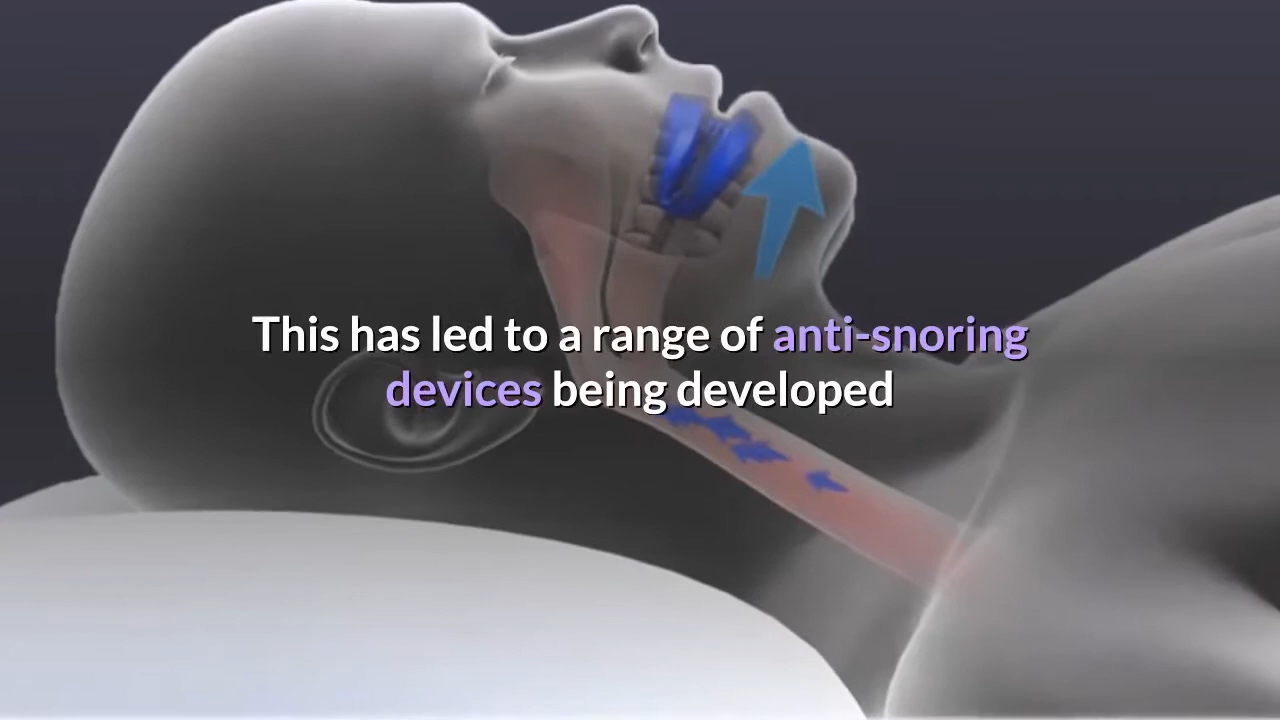 This has led to a range of anti-snoring
devices being developed